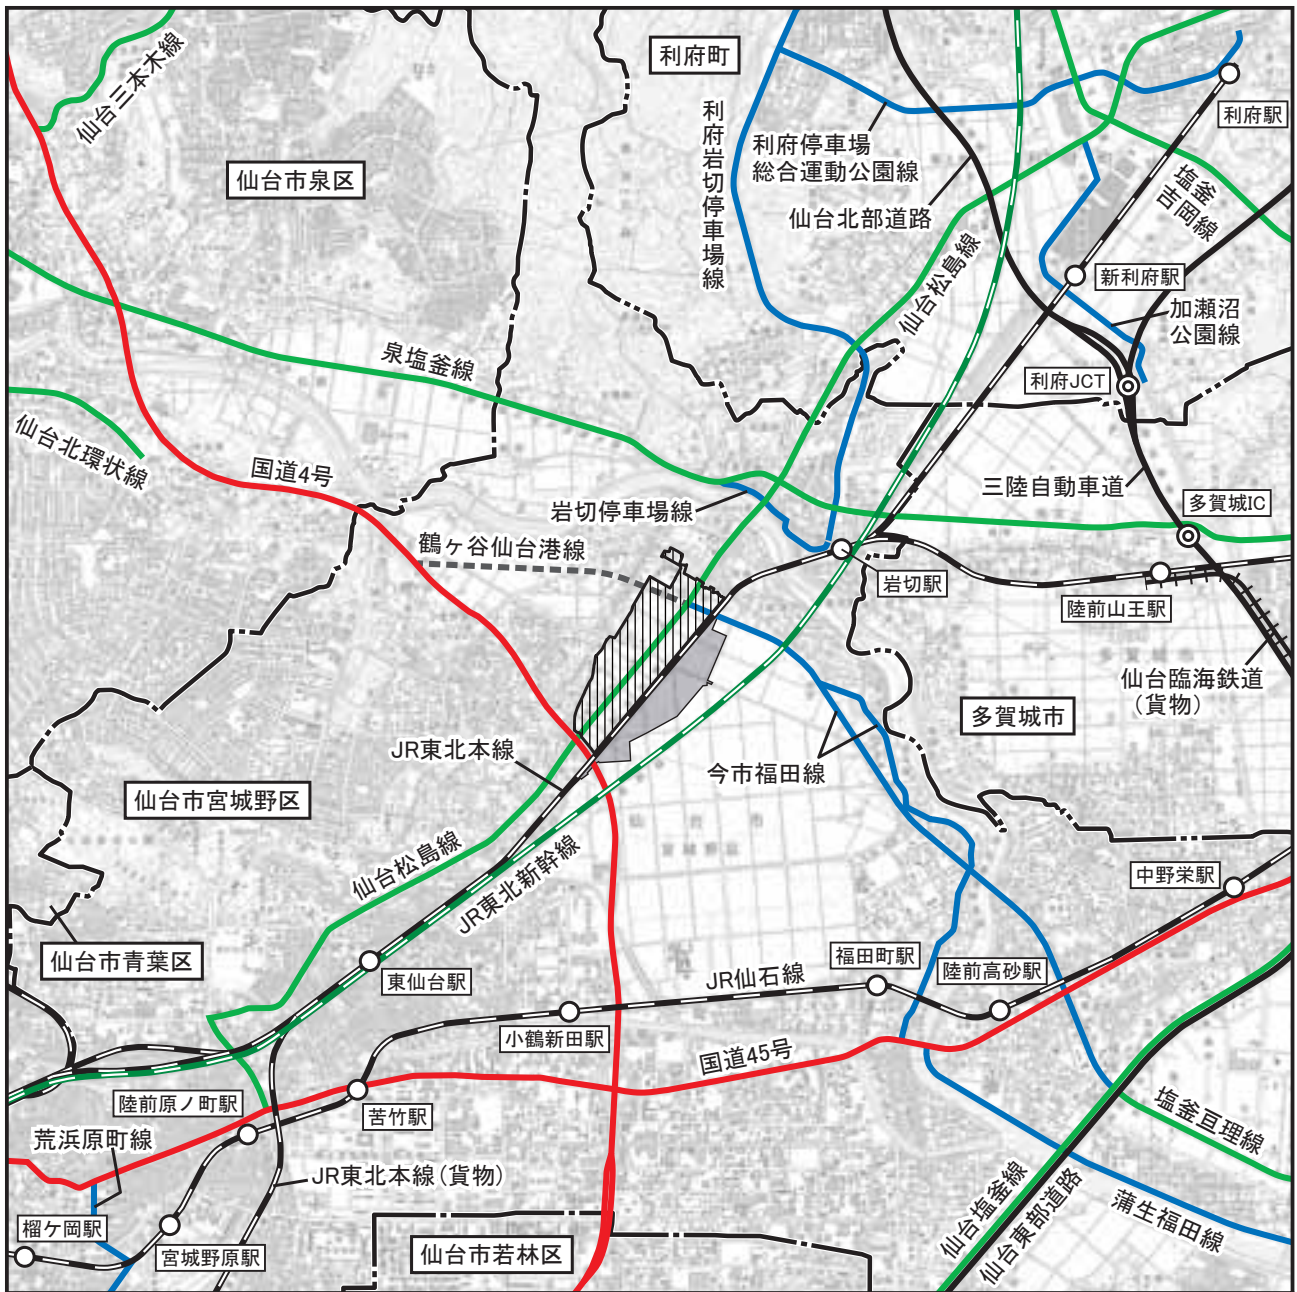 仙台三本木線
利府町
利府駅
利府岩切停車場線
利府停車場
総合運動公園線
仙台市泉区
塩釜
吉岡線
仙台北部道路
仙台松島線
新利府駅
加瀬沼
公園線
泉塩釜線
利府JCT
仙台北環状線
国道4号
三陸自動車道
多賀城IC
岩切停車場線
鶴ヶ谷仙台港線
岩切駅
陸前山王駅
仙台臨海鉄道
(貨物)
多賀城市
JR東北本線
今市福田線
仙台市宮城野区
仙台松島線
JR東北新幹線
中野栄駅
仙台市青葉区
東仙台駅
福田町駅
陸前高砂駅
JR仙石線
小鶴新田駅
国道45号
陸前原ノ町駅
苦竹駅
塩釜亘理線
荒浜原町線
JR東北本線(貨物)
仙台塩釜線
仙台東部道路
蒲生福田線
榴ケ岡駅
宮城野原駅
仙台市若林区